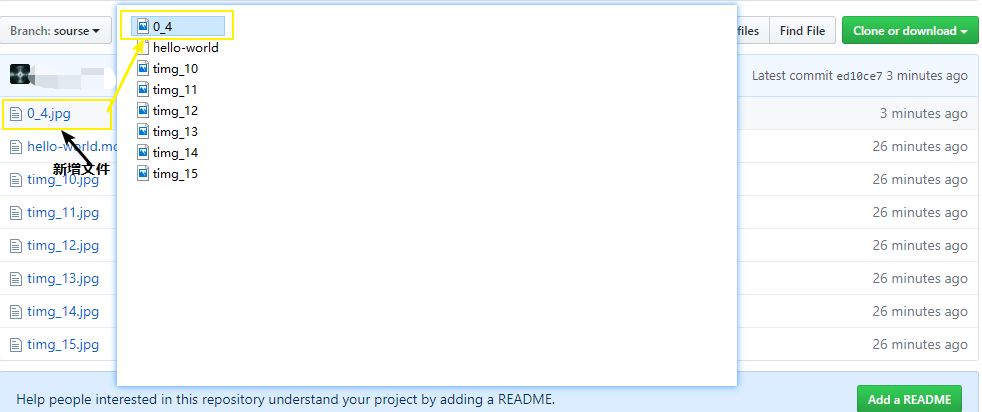 Branch: sourse
files
Find File
Clone or download
Latest commit ed10ce7 3 minutes ago
0_4.jpg
3 minutes ago
hello-world.md
26 minutes ago
新增文件
timg_10.jpg
26 minutes ago
timg_11.jpg
26 minutes ago
timg_12.jpg
26 minutes ago
timg_13.jpg
26 minutes ago
timg_14.jpg
26 minutes ago
timg_15.jpg
26 minutes ago
0_4
hello-world
timg_10
timg_11
timg_12
timg_13
timg_14
timg_15
Help people interested in this repository understand your project by adding a README.
Add a README